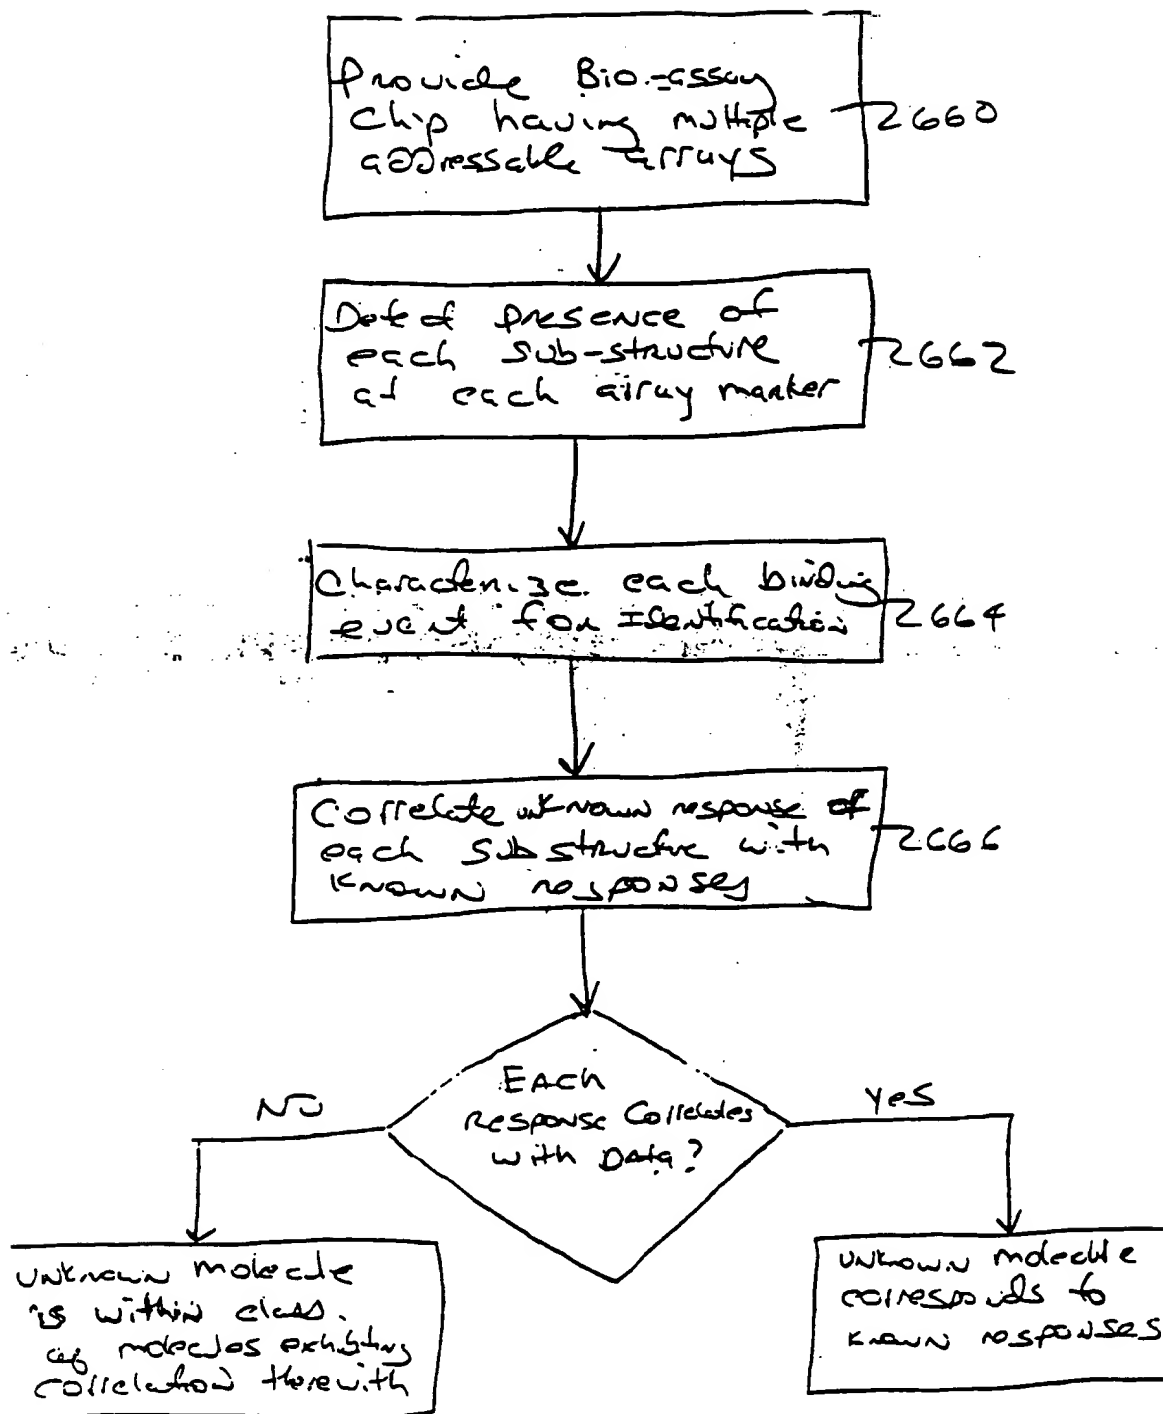 Provide Bio-assay
Chip having multiple
addressable arrays
2660
Detect presence of
each sub-structure
at each array marker
2662
Characterize each binding
event for Identification
2664
Correlate unknown response of
each substructure with
known responses
2666
EACH
Response Correlates
with Data?
NO
Yes
Unknown molecule
is within class
of molecules exhibiting
correlation therewith
Unknown molecule
corresponds to
known responses